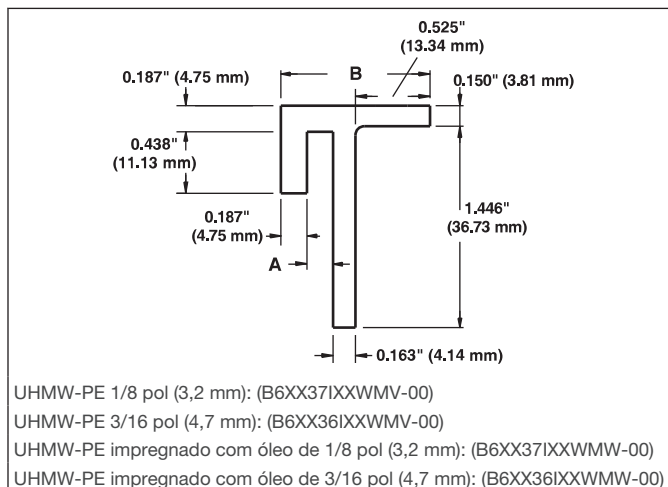 0.525"
(13.34 mm)
B
0.187" (4.75 mm)
0.150" (3.81 mm)
0.438"
(11.13 mm)
1.446"
(36.73 mm)
0.187"
(4.75 mm)
A
0.163" (4.14 mm)
UHMW-PE 1/8 pol (3,2 mm): (B6XX37IXXWMV-00)
UHMW-PE 3/16 pol (4,7 mm): (B6XX36IXXWMV-00)
UHMW-PE impregnado com óleo de 1/8 pol (3,2 mm): (B6XX37IXXWMW-00)
UHMW-PE impregnado com óleo de 3/16 pol (4,7 mm): (B6XX36IXXWMW-00)